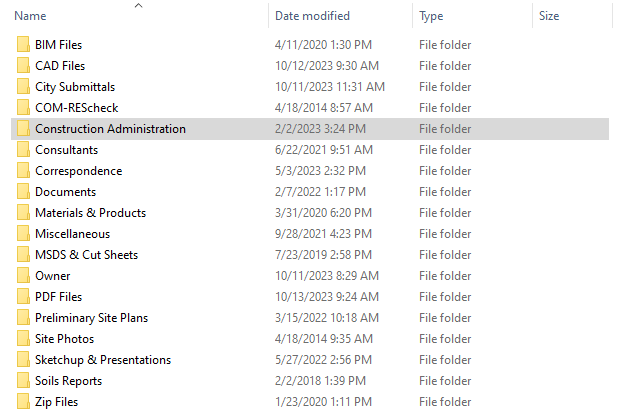 Name Date modified Type Size
BIM Files 4/11/2020 1:30 PM File folder
CAD Files 10/12/2023 9:30 AM File folder
City Submittals 10/11/2023 11:31 AM File folder
COM-REScheck 4/18/2014 8:57 AM File folder
Construction Administration 2/2/2023 3:24 PM File folder
Consultants 6/22/2021 9:51 AM File folder
Correspondence 5/3/2023 2:32 PM File folder
Documents 2/7/2022 1:17 PM File folder
Materials & Products 3/31/2020 6:20 PM File folder
Miscellaneous 9/28/2021 4:23 PM File folder
MSDS & Cut Sheets 7/23/2019 2:58 PM File folder
Owner 10/11/2023 8:29 AM File folder
PDF Files 10/13/2023 9:24 AM File folder
Preliminary Site Plans 3/15/2022 10:18 AM File folder
Site Photos 4/18/2014 9:35 AM File folder
Sketchup & Presentations 5/27/2022 2:56 PM File folder
Soils Reports 2/2/2018 1:39 PM File folder
Zip Files 1/23/2020 1:11 PM File folder